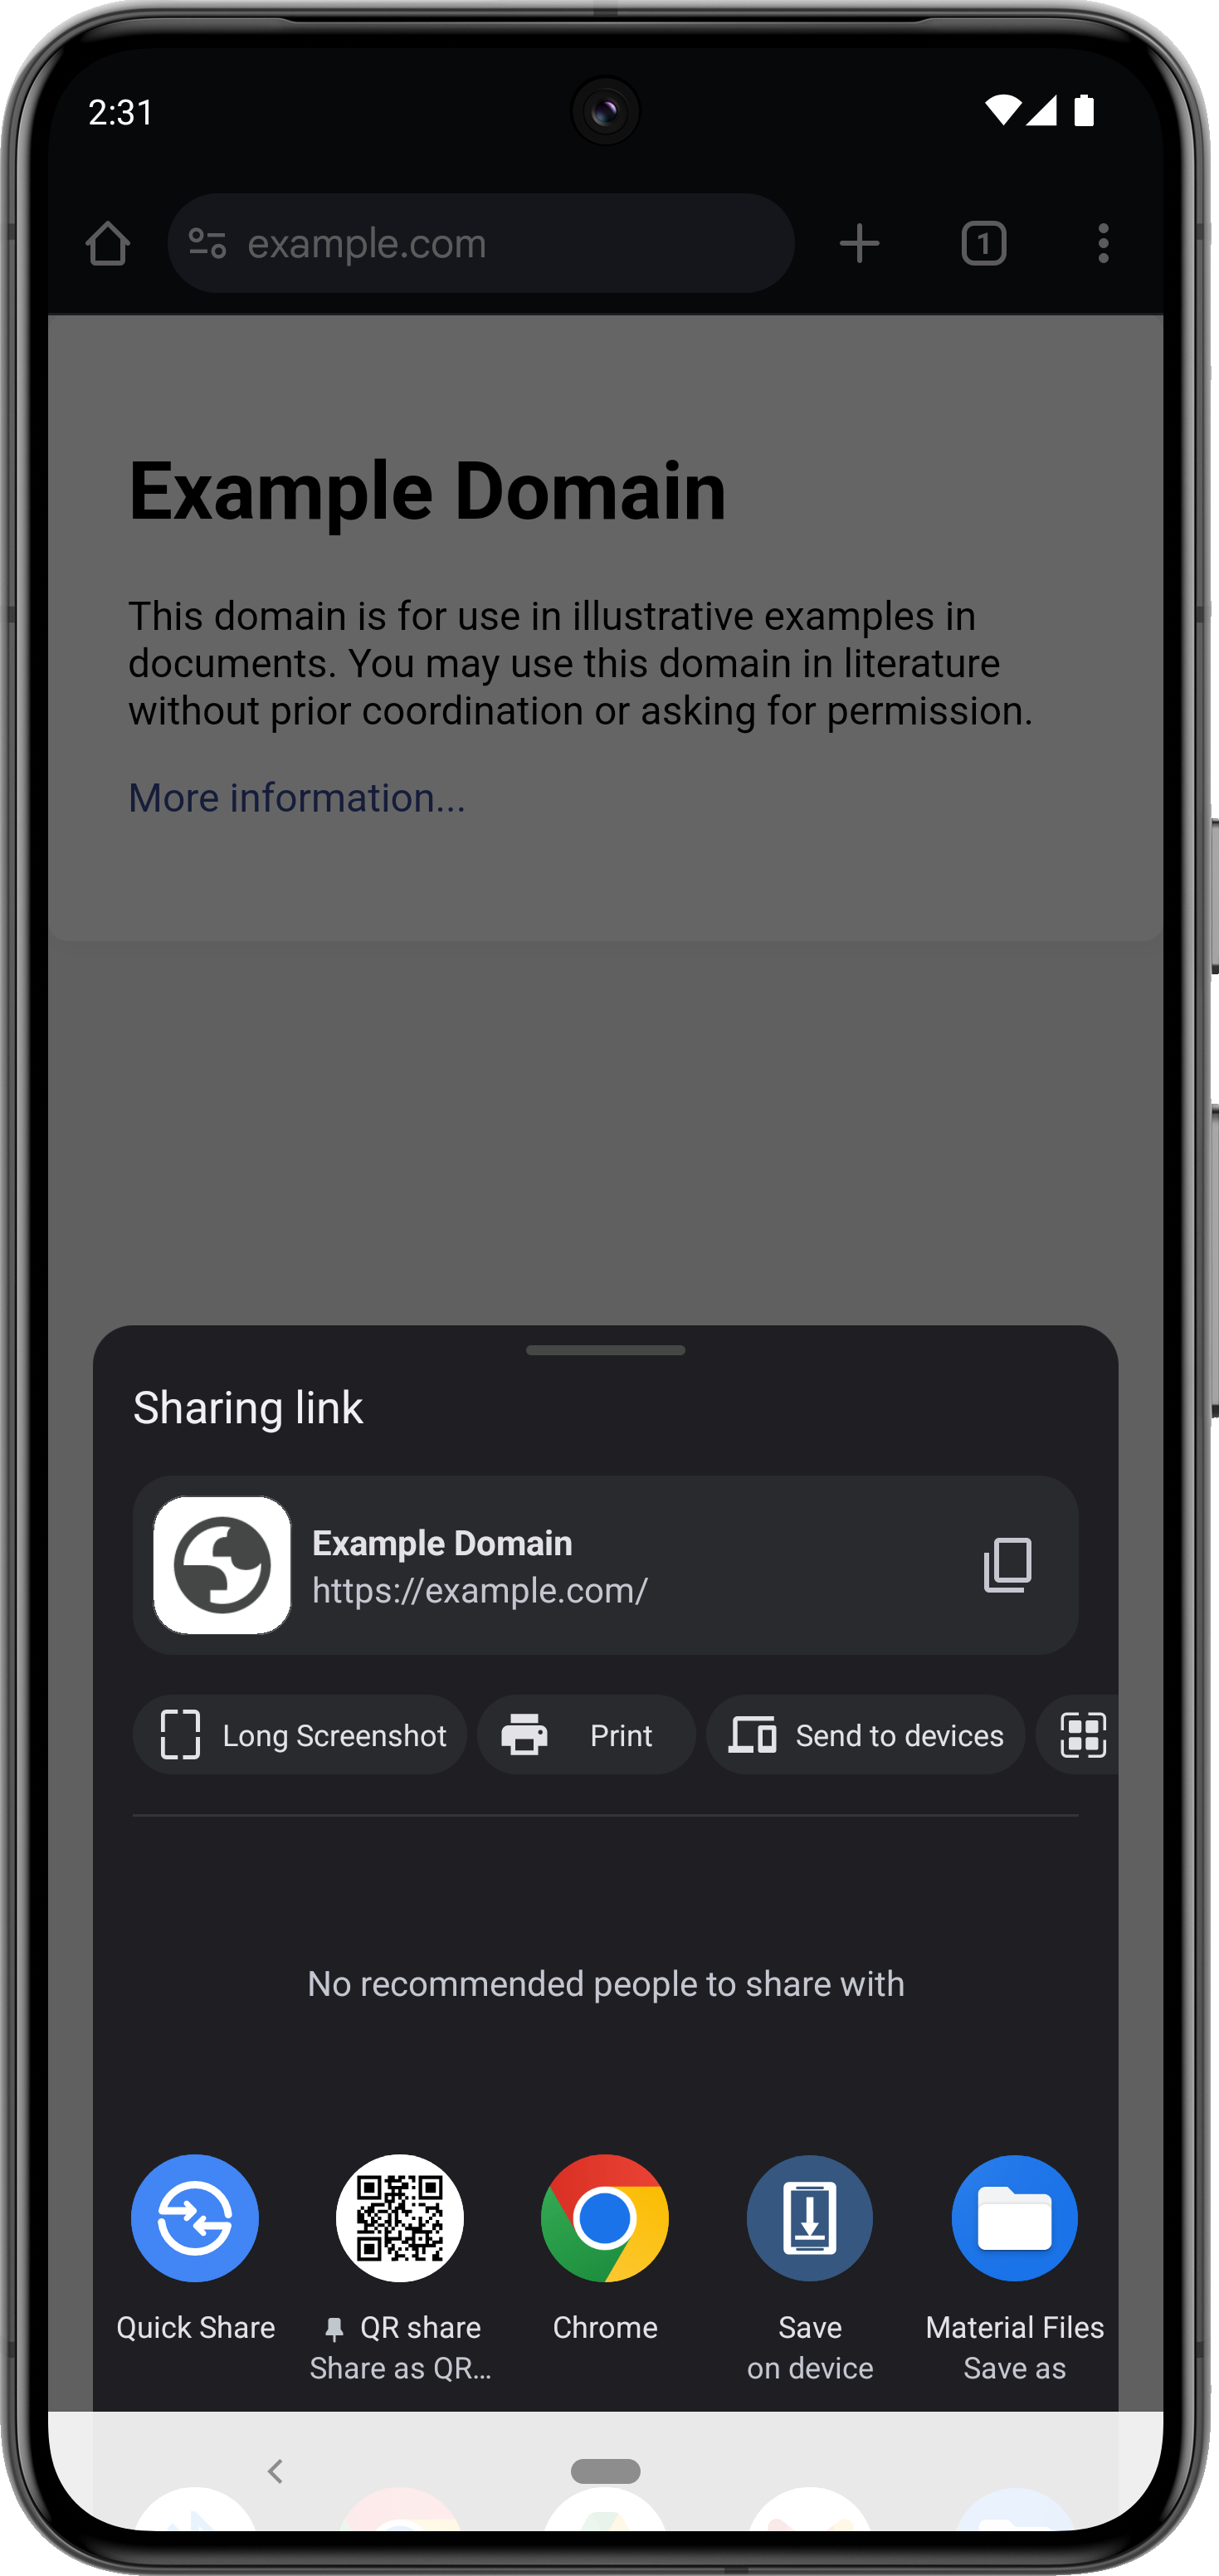 2:31
example.com
1
Example Domain
This domain is for use in illustrative examples in
documents. You may use this domain in literature
without prior coordination or asking for permission.
More information...
Sharing link
Example Domain
https://example.com/
Long Screenshot
Print
Send to devices
No recommended people to share with
Quick Share
QR share
Share as QR...
Chrome
Save
on device
Material Files
Save as